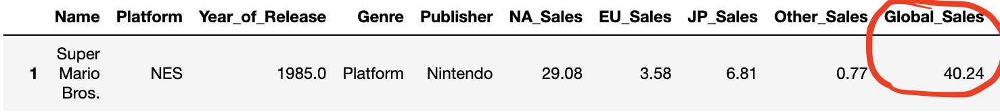 Name Platform Year_of_Release Genre Publisher NA_Sales EU_Sales JP_Sales Other_Sales Global_Sales
1 Super Mario Bros. NES 1985.0 Platform Nintendo 29.08 3.58 6.81 0.77 40.24